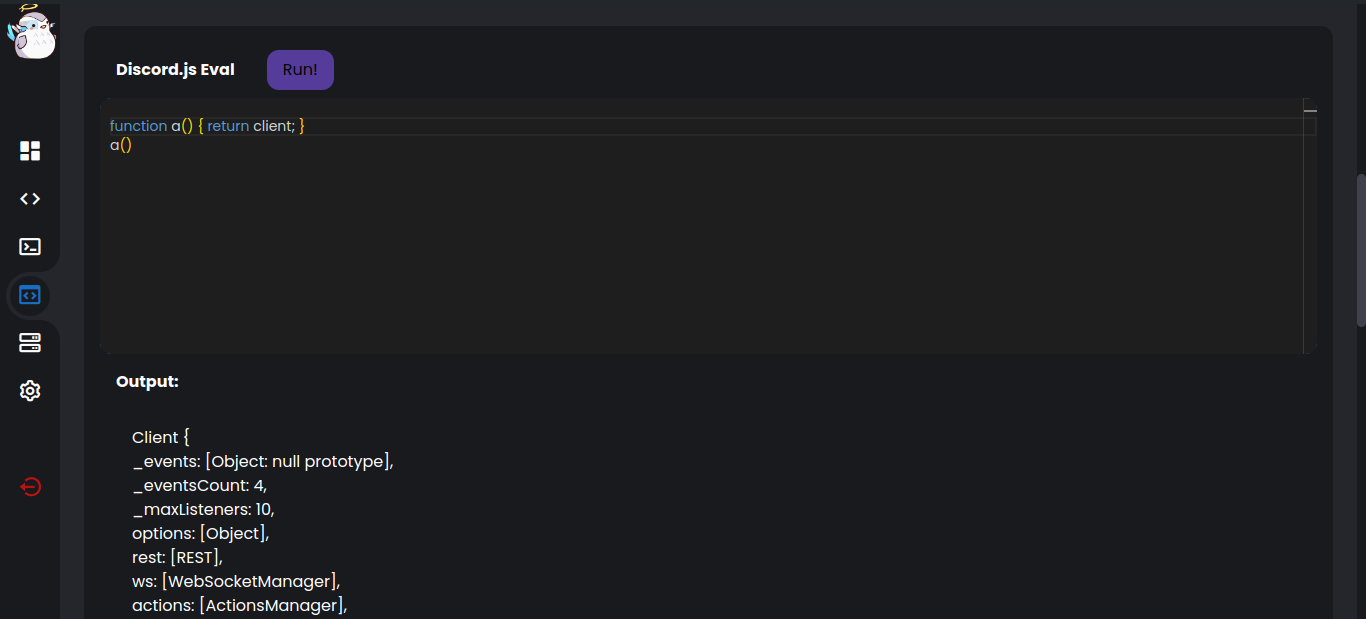 Discord.js Eval
Run!
function a() { return client; }
a()
Output:
Client {
_events: [Object: null prototype],
_eventsCount: 4,
_maxListeners: 10,
options: [Object],
rest: [REST],
ws: [WebSocketManager],
actions: [ActionsManager],